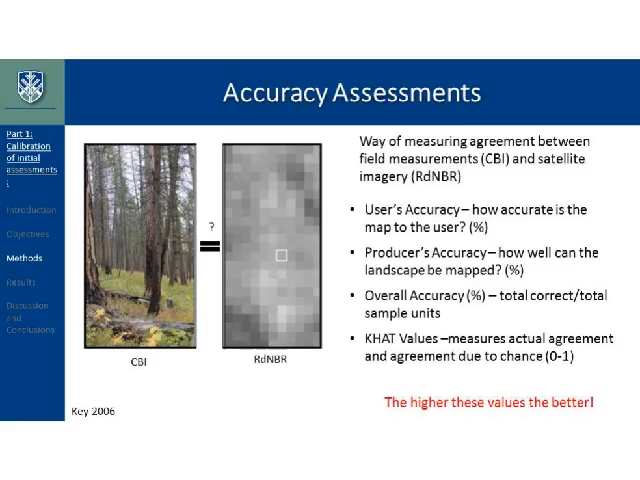 Accuracy Assessments
Part 1:
Calibration
of initial
assessments
:
Introduction
Objectives
Methods
Results
Discussion
and
Conclusions
?
CBI
RdNBR
Key 2006
Way of measuring agreement between
field measurements (CBI) and satellite
imagery (RdNBR)
• User's Accuracy – how accurate is the
map to the user? (%)
• Producer's Accuracy – how well can the
landscape be mapped? (%)
• Overall Accuracy (%) – total correct/total
sample units
• KHAT Values –measures actual agreement
and agreement due to chance (0-1)
The higher these values the better!